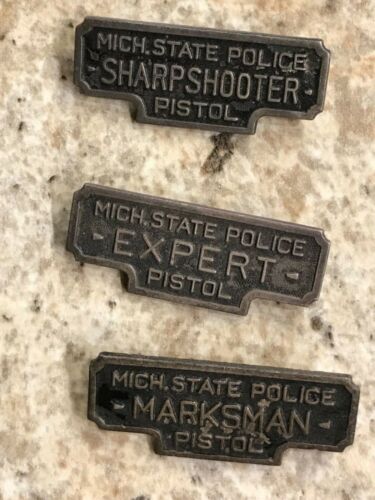 MICH. STATE POLICE
SHARPSHOOTER
PISTOL
MICH. STATE POLICE
EXPERT
PISTOL
MICH. STATE POLICE
MARKSMAN
PISTOL